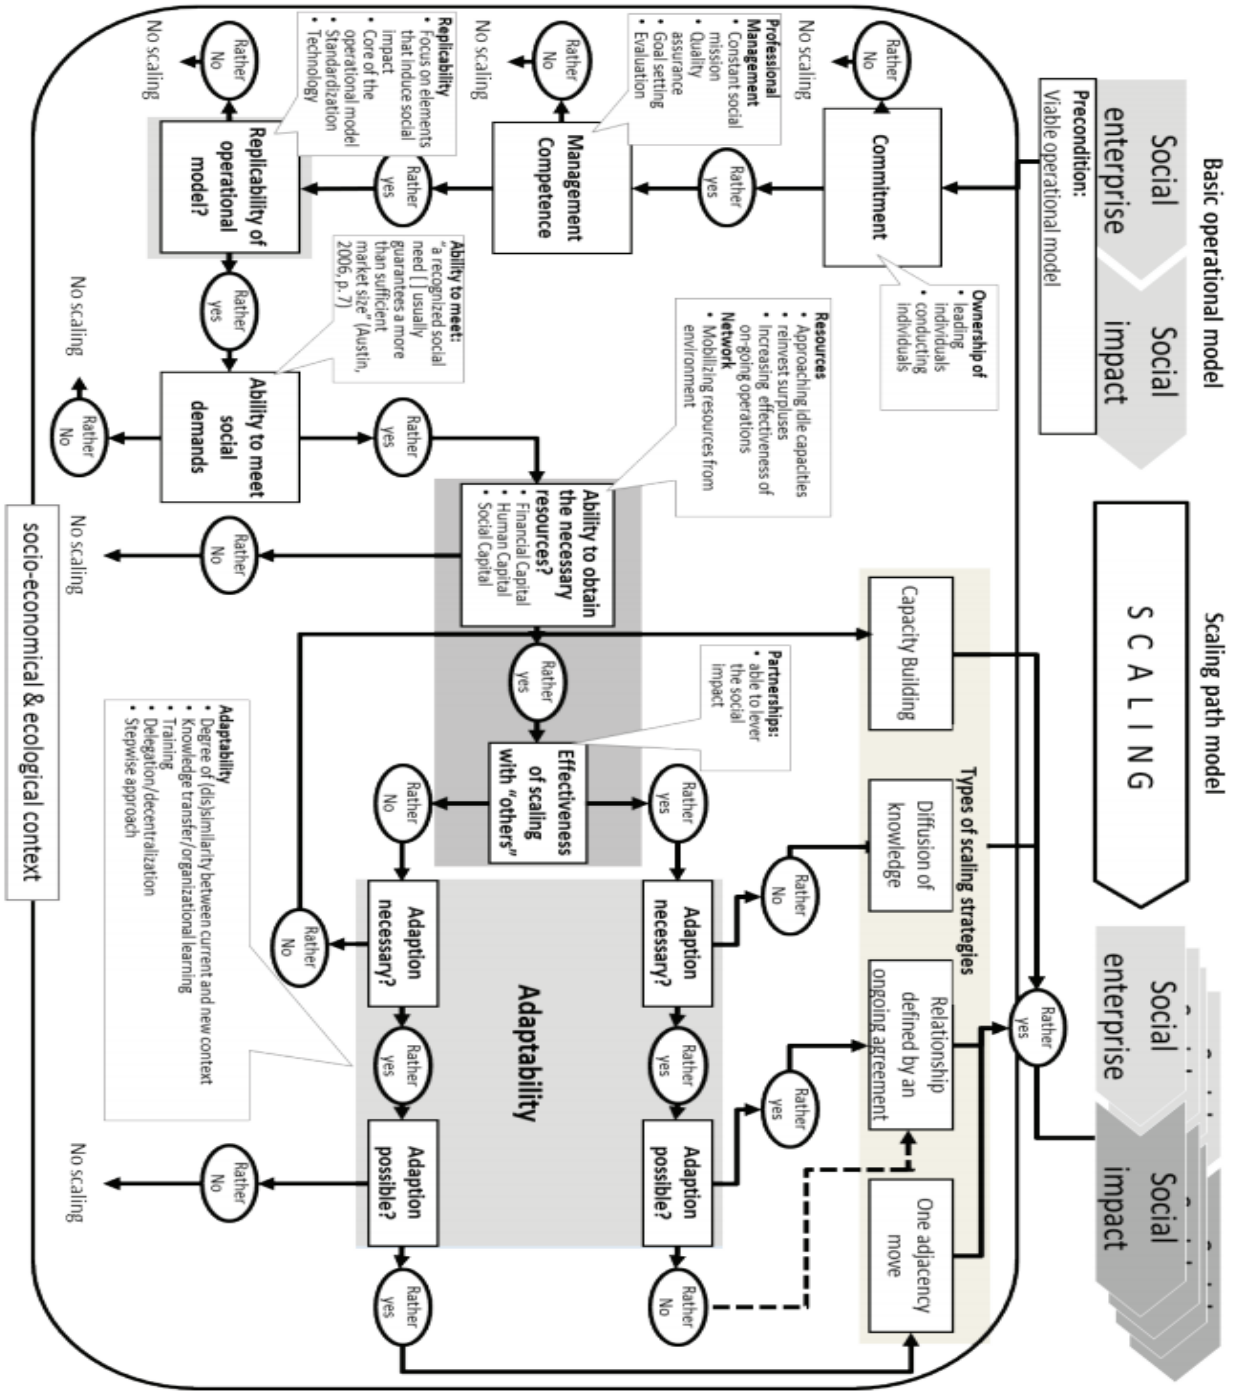 Basic operational model
Scaling path model
Social
enterprise
Social
impact
SCALING
Social
enterprise
Social
impact
Precondition:
Viable operational model
Rather
yes
Ownership of
• leading
individuals
• conducting
individuals
Types of scaling strategies
Capacity Building
Diffusion of
knowledge
Relationship
defined by an
ongoing agreement
One adjacency
move
No scaling
Rather
No
Commitment
Rather
yes
Professional
Management
• Constant social
mission
• Quality
assurance
• Goal setting
• Evaluation
Resources
• Approaching idle capacities
• reinvest surpluses
• Increasing effectiveness of
on-going operations
Network
• Mobilizing resources from
environment
Partnerships:
• able to lever
the social
impact
Rather
No
Rather
yes
No scaling
Rather
No
Management
Competence
Rather
yes
Ability to obtain
the necessary
resources?
• Financial Capital
• Human Capital
• Social Capital
Rather
yes
Effectiveness
of scaling
with "others"
Rather
yes
Adaption
necessary?
Rather
yes
Adaption
possible?
Rather
No
Adaptability
Replicability
• Focus on elements
that induce social
impact
• Core of the
operational model
• Standardization
• Technology
Ability to meet:
"a recognized social
need [ ] usually
guarantees a more
than sufficient
market size" (Austin,
2006, p. 7)
Rather
yes
Rather
No
Adaption
necessary?
Rather
yes
Adaption
possible?
Rather
yes
No scaling
Rather
No
Replicability of
operational
model?
Rather
yes
Ability to meet
social
demands
Rather
No
Rather
No
Rather
No
Adaptability
• Degree of (dis)similarity between current and new context
• Knowledge transfer/organizational learning
• Training
• Delegation/decentralization
• Stepwise approach
No scaling
Rather
No
No scaling
No scaling
socio-economical & ecological context